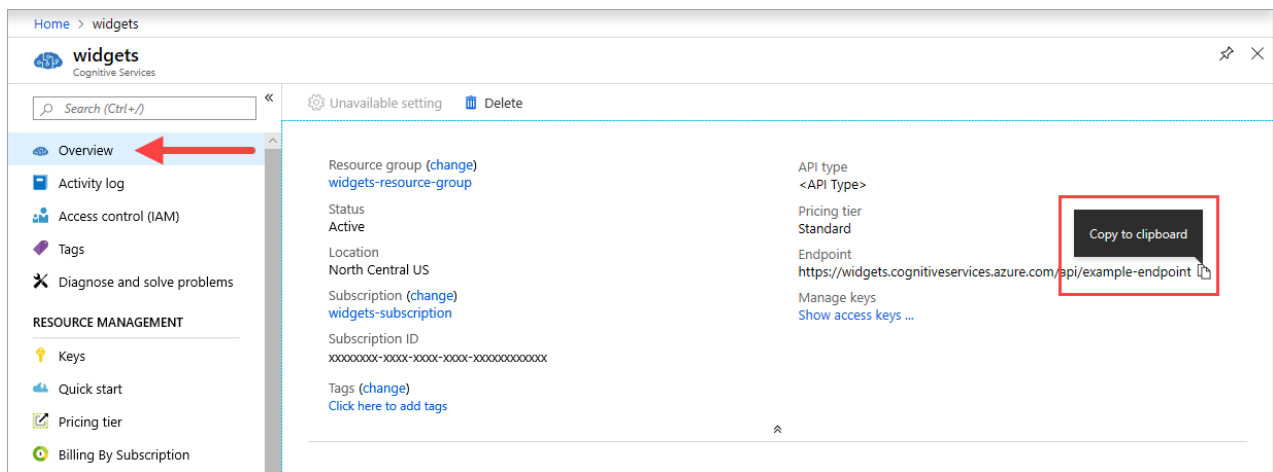 Home > widgets
widgets
Cognitive Services
Search (Ctrl+/)
«
Overview
Activity log
Access control (IAM)
Tags
Diagnose and solve problems
RESOURCE MANAGEMENT
Keys
Quick start
Pricing tier
Billing By Subscription
Unavailable setting
Delete
Resource group (change)
widgets-resource-group
Status
Active
Location
North Central US
Subscription (change)
widgets-subscription
Subscription ID
xxxxxxxx-xxxx-xxxx-xxxx-xxxxxxxxxxxx
Tags (change)
Click here to add tags
API type
<API Type>
Pricing tier
Standard
Copy to clipboard
Endpoint
https://widgets.cognitiveservices.azure.com/api/example-endpoint
Manage keys
Show access keys ...